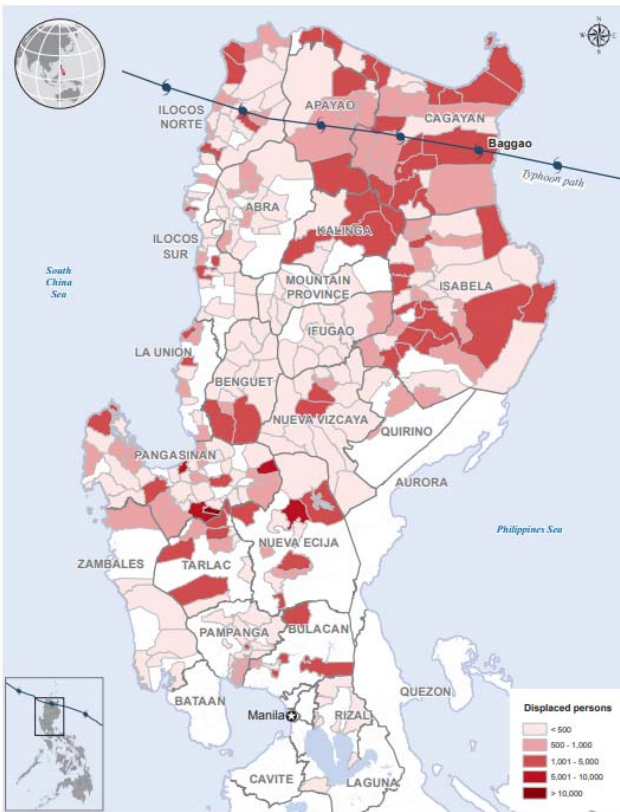 N
W
E
S
ILOCOS
NORTE
APAYAO
CAGAYAN
Baggao
Typhoon path
ABRA
KALINGA
ILOCOS
SUR
South
China
Sea
MOUNTAIN
PROVINCE
ISABELA
IFUGAO
LA UNION
BENGUET
NUEVA VIZCAYA
QUIRINO
PANGASINAN
AURORA
Philippines Sea
NUEVA ECIJA
ZAMBALES
TARLAC
PAMPANGA
BULACAN
BATAAN
QUEZON
Manila
RIZAL
CAVITE
LAGUNA
Displaced persons
< 500
500 - 1,000
1,001 - 5,000
5,001 - 10,000
> 10,000